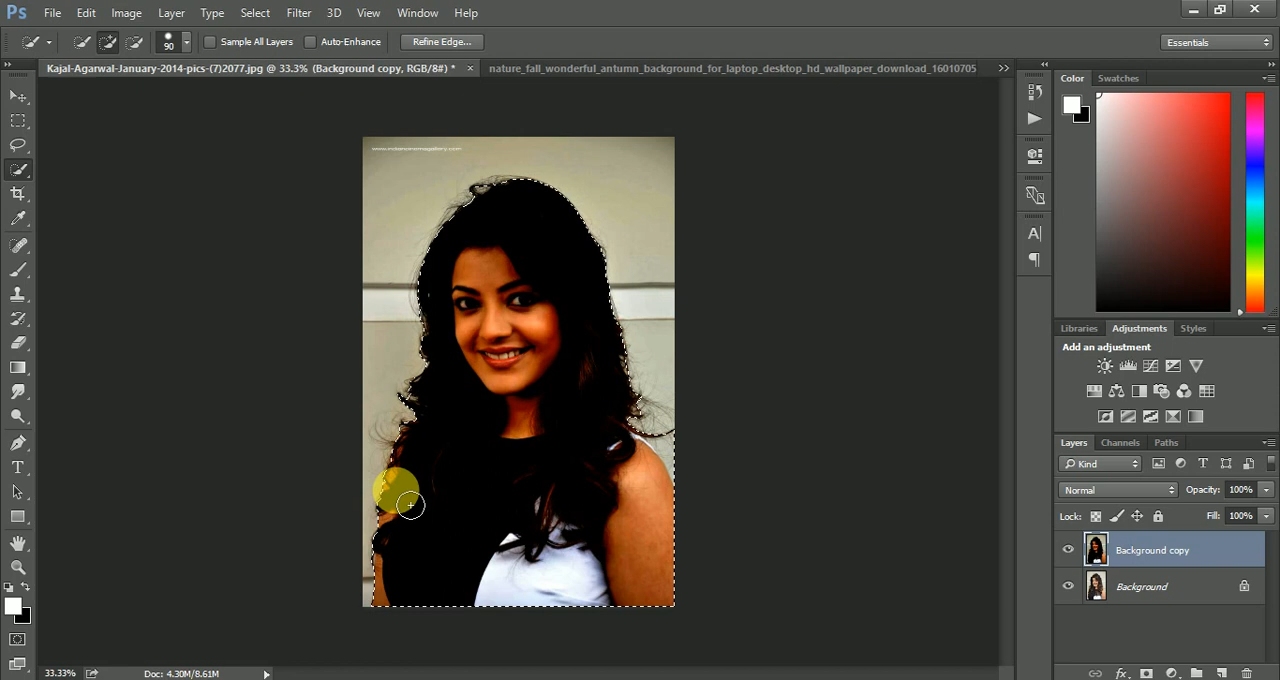 Ps File Edit Image Layer Type Select Filter 3D View Window Help
90 Sample All Layers Auto-Enhance Refine Edge... Essentials
Kajal-Agarwal-January-2014-pics-(7)2077.jpg @ 33.3% (Background copy, RGB/8#) * × nature_fall_wonderful_antumn_background_for_laptop_desktop_hd_wallpaper_download_16010705
Color Swatches
Libraries Adjustments Styles
Add an adjustment
Layers Channels Paths
Kind
Normal Opacity: 100%
Lock: Fill: 100%
Background copy
Background
33.33% Doc: 4.30M/8.61M